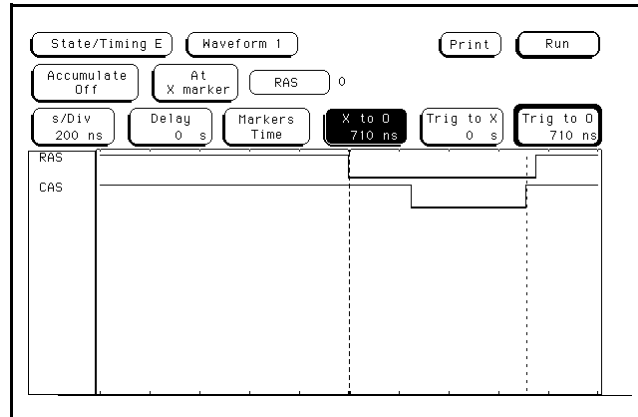 State/Timing E Waveform 1 Print Run
Accumulate Off At X marker RAS 0
s/Div 200 ns Delay 0 s Markers Time X to O 710 ns Trig to X 0 s Trig to O 710 ns
RAS
CAS